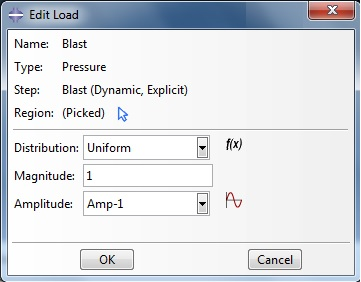 Edit Load
Name: Blast
Type: Pressure
Step: Blast (Dynamic, Explicit)
Region: (Picked)
Distribution: Uniform f(x)
Magnitude: 1
Amplitude: Amp-1
OK Cancel